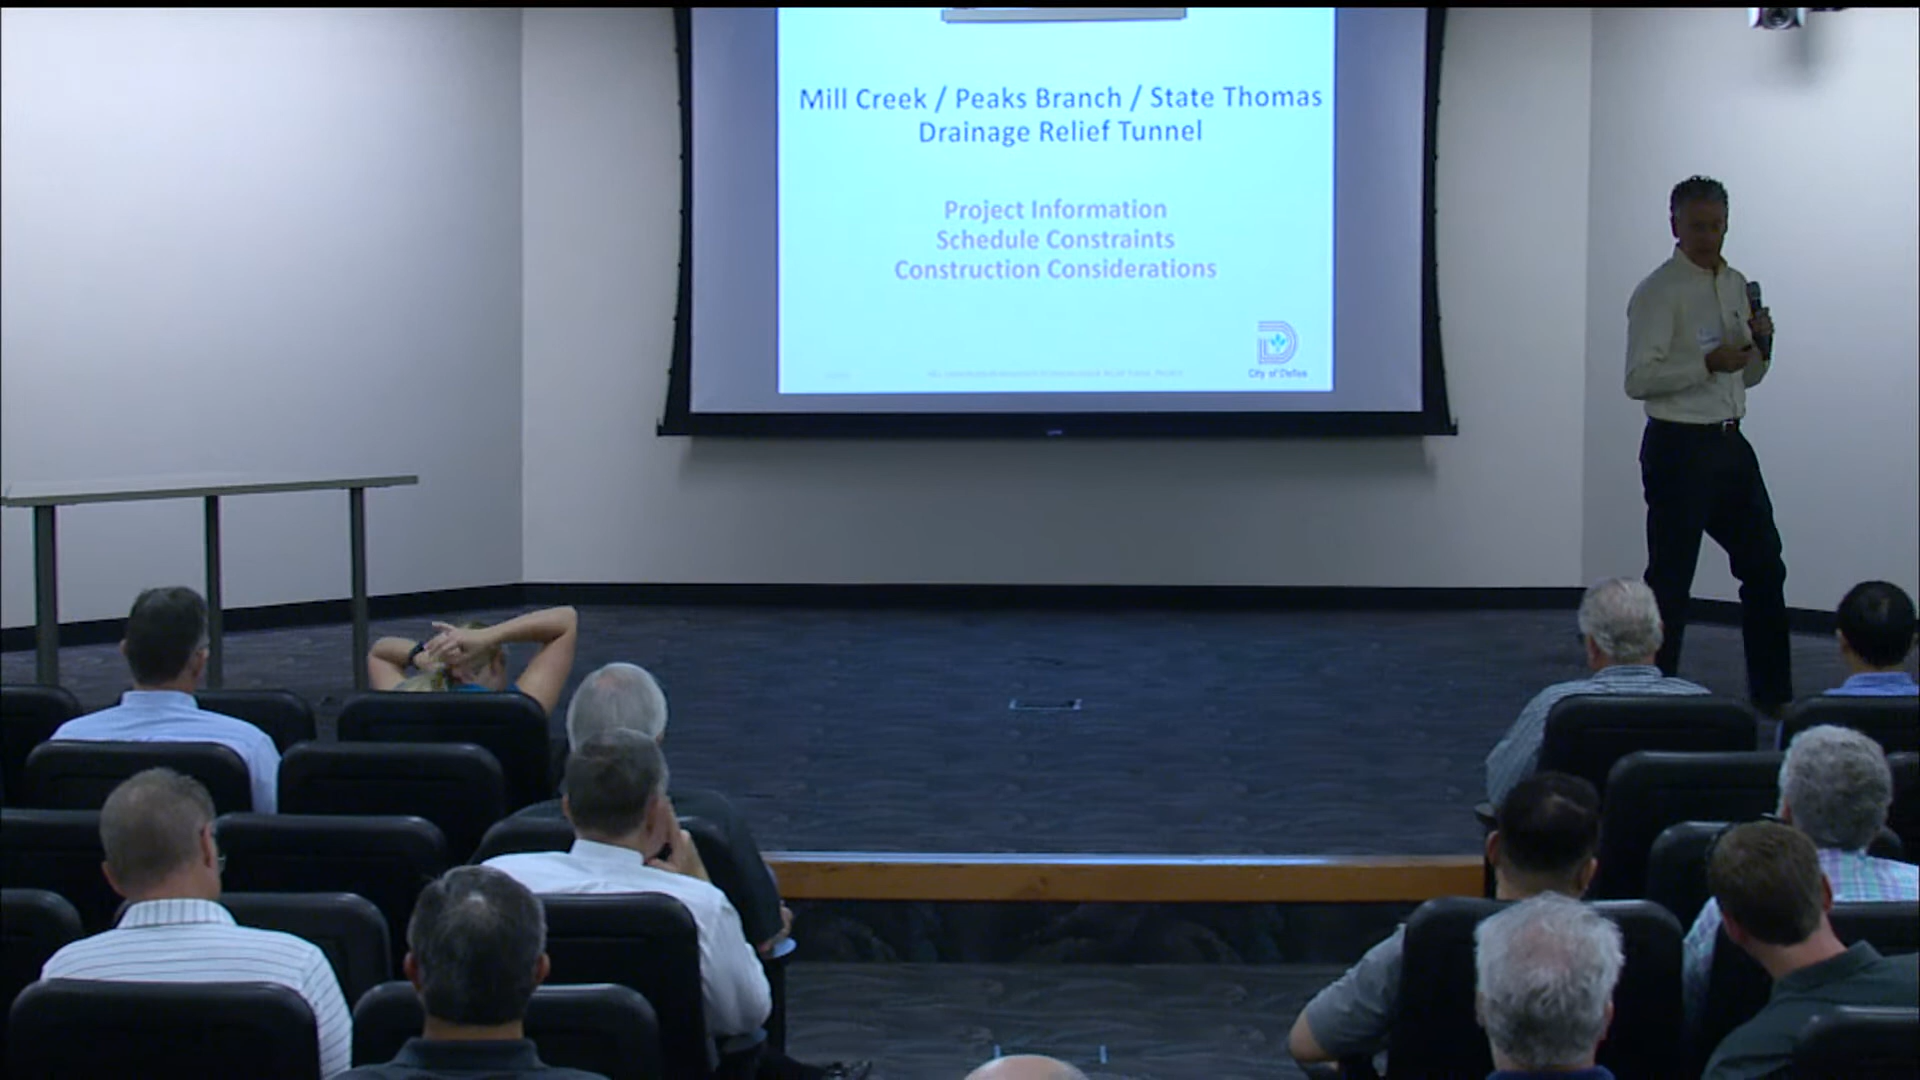 Mill Creek / Peaks Branch / State Thomas
Drainage Relief Tunnel
Project Information
Schedule Constraints
Construction Considerations
City of Dallas